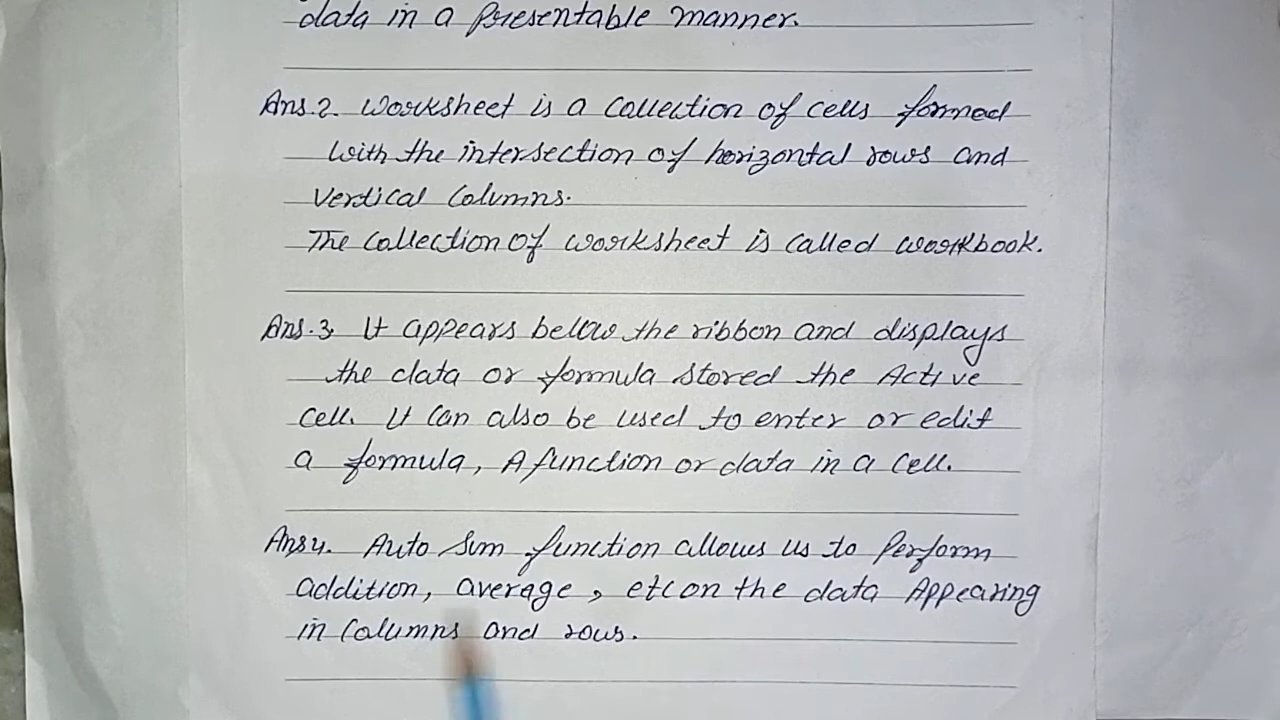 data in a Presentable manner.
Ans.2. Worksheet is a Collection of cells formed
with the intersection of horizontal rows and
Vertical Columns.
The Collection of worksheet is called workbook.
Ans.3. It appears below the ribbon and displays
the data or formula stored the Active
Cell. It Can also be used to enter or edit
a formula, A function or data in a Cell.
Ans4. Auto Sum function allows us to Perform
addition, average, etc on the data Appearing
in Columns and rows.